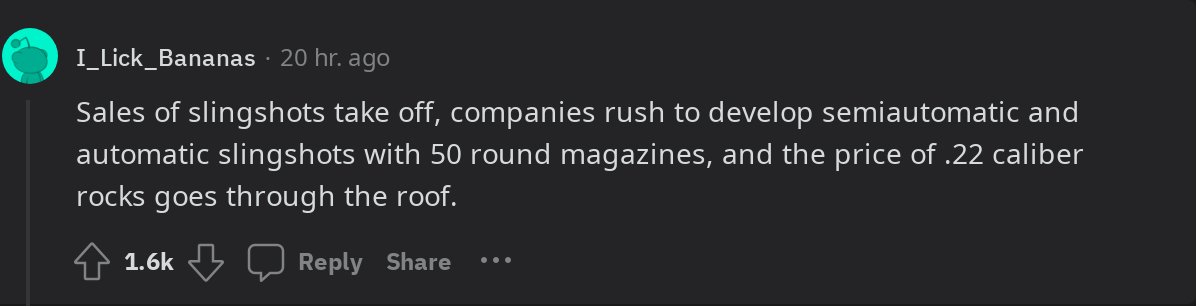 I_Lick_Bananas · 20 hr. ago
Sales of slingshots take off, companies rush to develop semiautomatic and
automatic slingshots with 50 round magazines, and the price of .22 caliber
rocks goes through the roof.
1.6k Reply Share ···